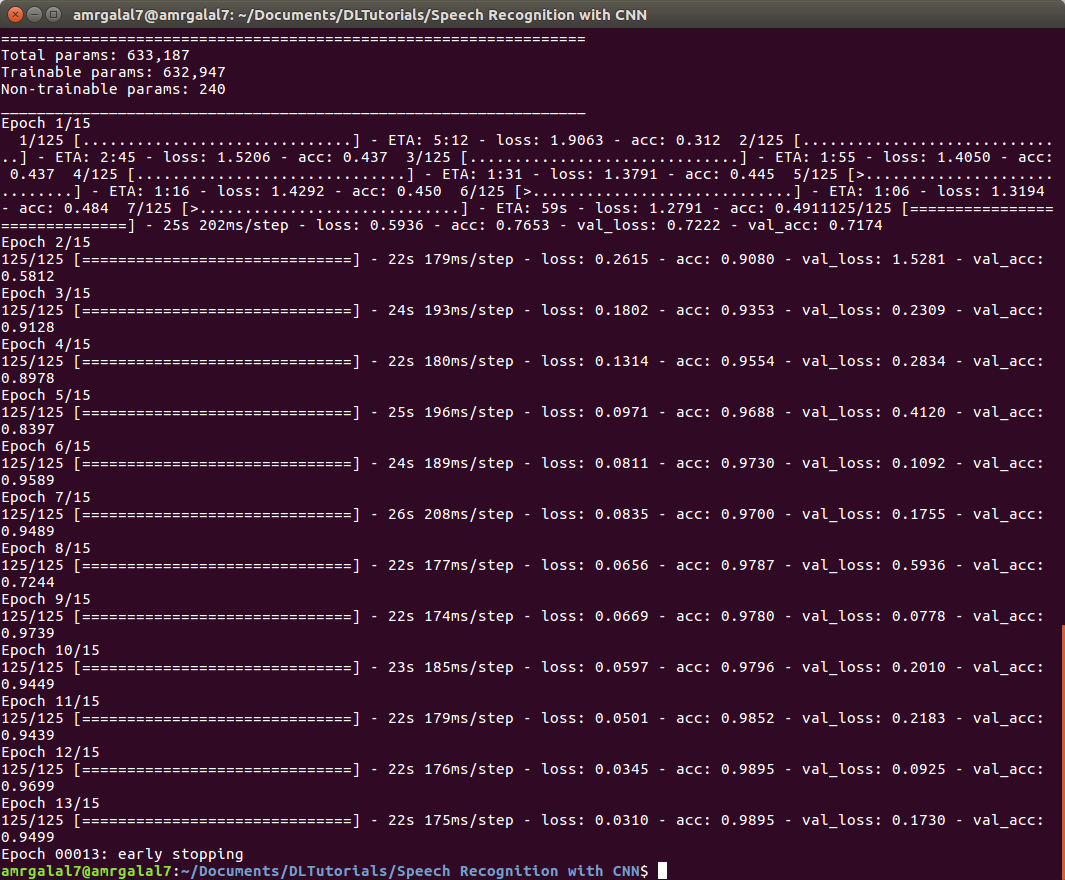 amrgalal7@amrgalal7: ~/Documents/DLTutorials/Speech Recognition with CNN
=================================================================
Total params: 633,187
Trainable params: 632,947
Non-trainable params: 240
_________________________________________________________________
Epoch 1/15
  1/125 [..............................] - ETA: 5:12 - loss: 1.9063 - acc: 0.312  2/125 [............................
..] - ETA: 2:45 - loss: 1.5206 - acc: 0.437  3/125 [..............................] - ETA: 1:55 - loss: 1.4050 - acc:
 0.437  4/125 [..............................] - ETA: 1:31 - loss: 1.3791 - acc: 0.445  5/125 [>.....................
........] - ETA: 1:16 - loss: 1.4292 - acc: 0.450  6/125 [>.............................] - ETA: 1:06 - loss: 1.3194 
- acc: 0.484  7/125 [>.............................] - ETA: 59s - loss: 1.2791 - acc: 0.4911125/125 [================
==============] - 25s 202ms/step - loss: 0.5936 - acc: 0.7653 - val_loss: 0.7222 - val_acc: 0.7174
Epoch 2/15
125/125 [==============================] - 22s 179ms/step - loss: 0.2615 - acc: 0.9080 - val_loss: 1.5281 - val_acc:
0.5812
Epoch 3/15
125/125 [==============================] - 24s 193ms/step - loss: 0.1802 - acc: 0.9353 - val_loss: 0.2309 - val_acc:
0.9128
Epoch 4/15
125/125 [==============================] - 22s 180ms/step - loss: 0.1314 - acc: 0.9554 - val_loss: 0.2834 - val_acc:
0.8978
Epoch 5/15
125/125 [==============================] - 25s 196ms/step - loss: 0.0971 - acc: 0.9688 - val_loss: 0.4120 - val_acc:
0.8397
Epoch 6/15
125/125 [==============================] - 24s 189ms/step - loss: 0.0811 - acc: 0.9730 - val_loss: 0.1092 - val_acc:
0.9589
Epoch 7/15
125/125 [==============================] - 26s 208ms/step - loss: 0.0835 - acc: 0.9700 - val_loss: 0.1755 - val_acc:
0.9489
Epoch 8/15
125/125 [==============================] - 22s 177ms/step - loss: 0.0656 - acc: 0.9787 - val_loss: 0.5936 - val_acc:
0.7244
Epoch 9/15
125/125 [==============================] - 22s 174ms/step - loss: 0.0669 - acc: 0.9780 - val_loss: 0.0778 - val_acc:
0.9739
Epoch 10/15
125/125 [==============================] - 23s 185ms/step - loss: 0.0597 - acc: 0.9796 - val_loss: 0.2010 - val_acc:
0.9449
Epoch 11/15
125/125 [==============================] - 22s 179ms/step - loss: 0.0501 - acc: 0.9852 - val_loss: 0.2183 - val_acc:
0.9439
Epoch 12/15
125/125 [==============================] - 22s 176ms/step - loss: 0.0345 - acc: 0.9895 - val_loss: 0.0925 - val_acc:
0.9699
Epoch 13/15
125/125 [==============================] - 22s 175ms/step - loss: 0.0310 - acc: 0.9895 - val_loss: 0.1730 - val_acc:
0.9499
Epoch 00013: early stopping
amrgalal7@amrgalal7:~/Documents/DLTutorials/Speech Recognition with CNN$